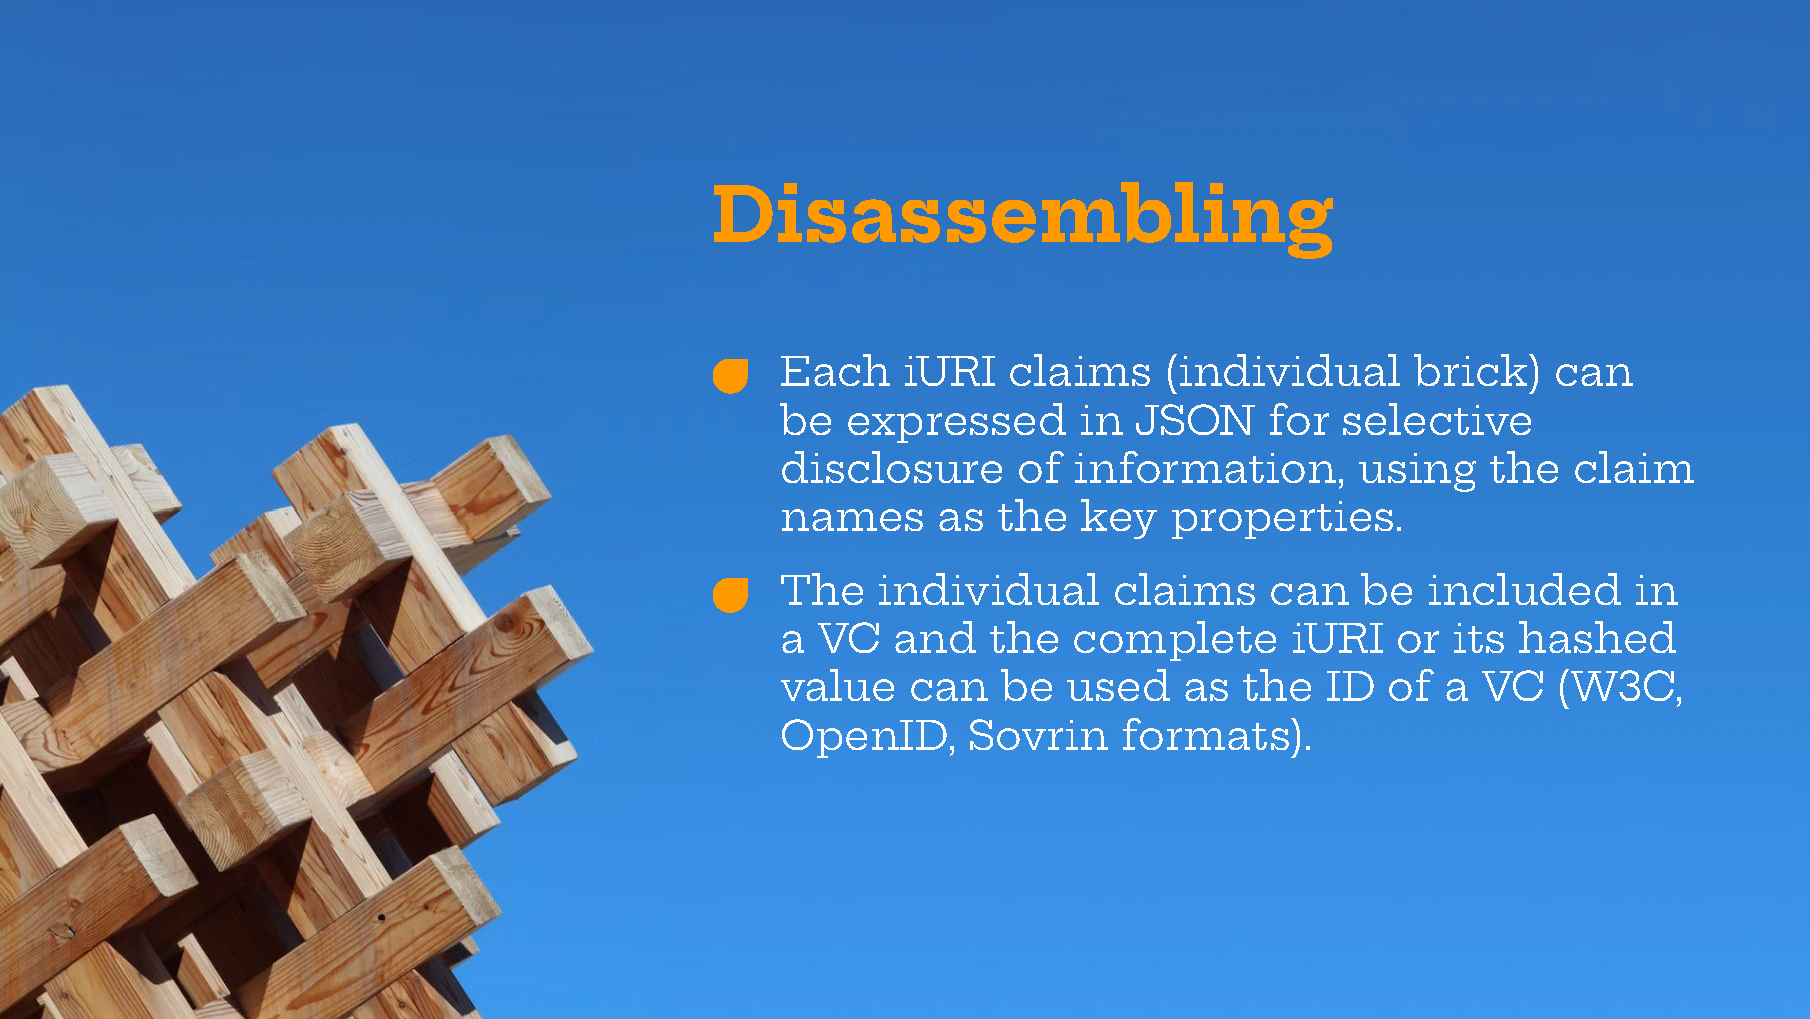 Disassembling
Each iURI claims (individual brick) can
be expressed in JSON for selective
disclosure of information, using the claim
names as the key properties.
The individual claims can be included in
a VC and the complete iURI or its hashed
value can be used as the ID of a VC (W3C,
OpenID, Sovrin formats).